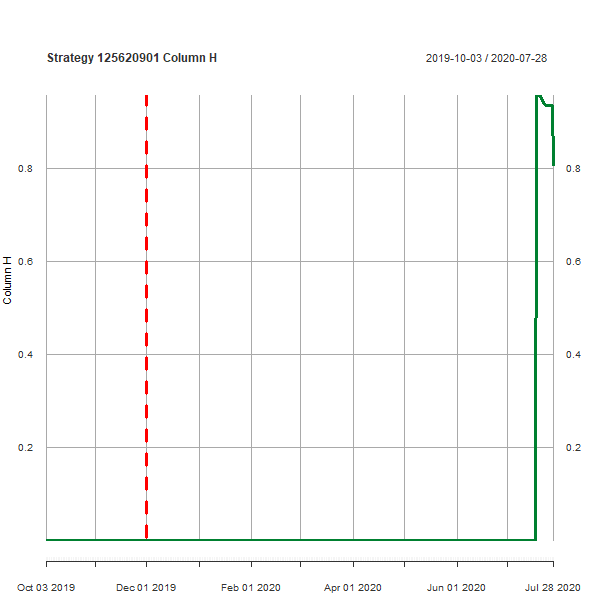 Strategy 125620901 Column H
2019-10-03 / 2020-07-28
0.8
0.8
0.6
0.6
Column H
0.4
0.4
0.2
0.2
Oct 03 2019
Dec 01 2019
Feb 01 2020
Apr 01 2020
Jun 01 2020
Jul 28 2020